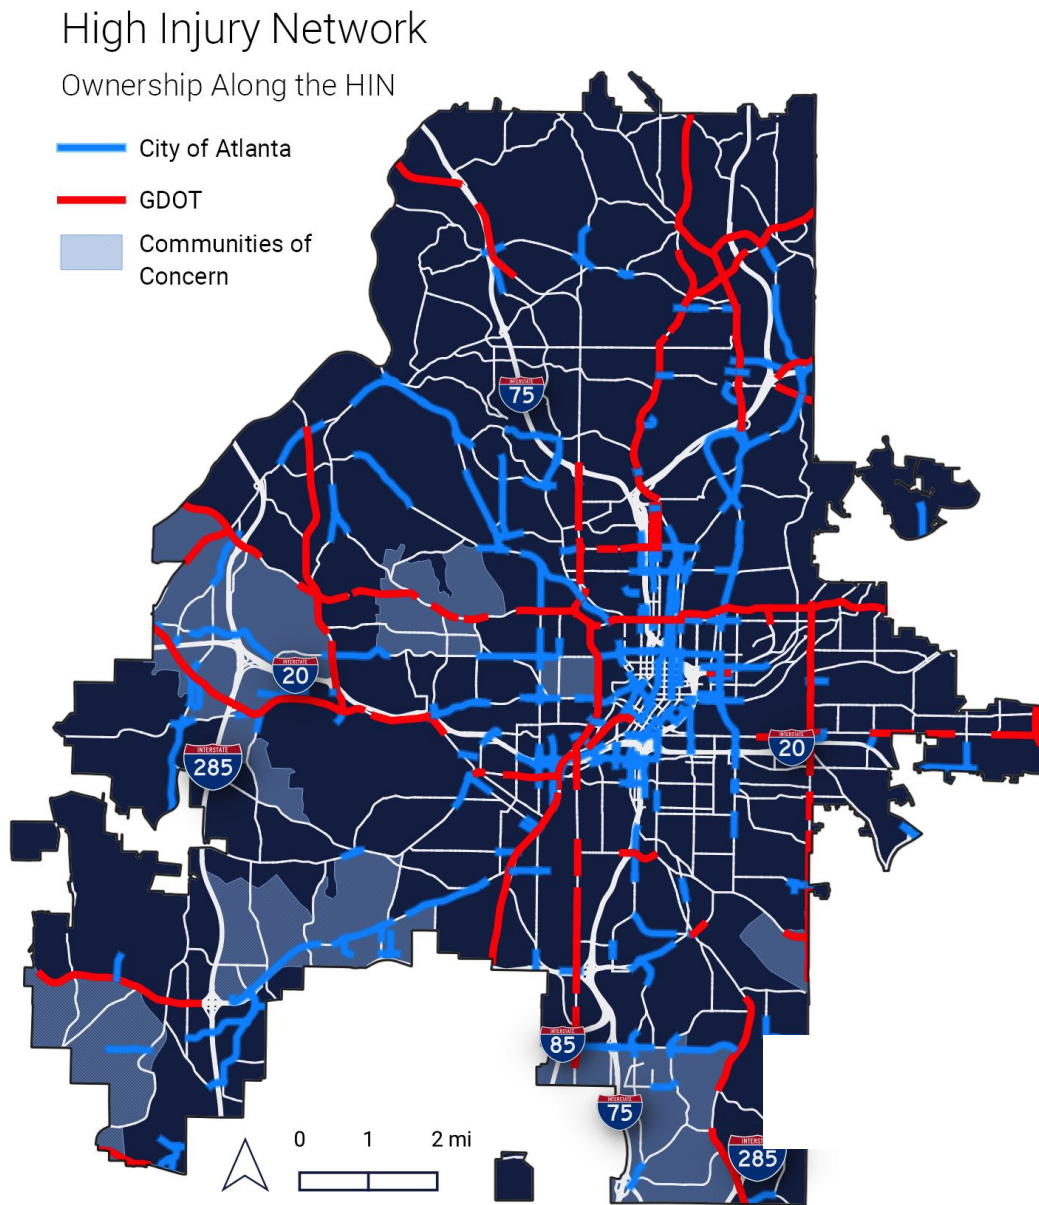 High Injury Network
Ownership Along the HIN
City of Atlanta
GDOT
Communities of
Concern
INTERSTATE
75
INTERSTATE
20
INTERSTATE
285
INTERSTATE
20
INTERSTATE
85
INTERSTATE
75
INTERST
285
0 1 2 mi